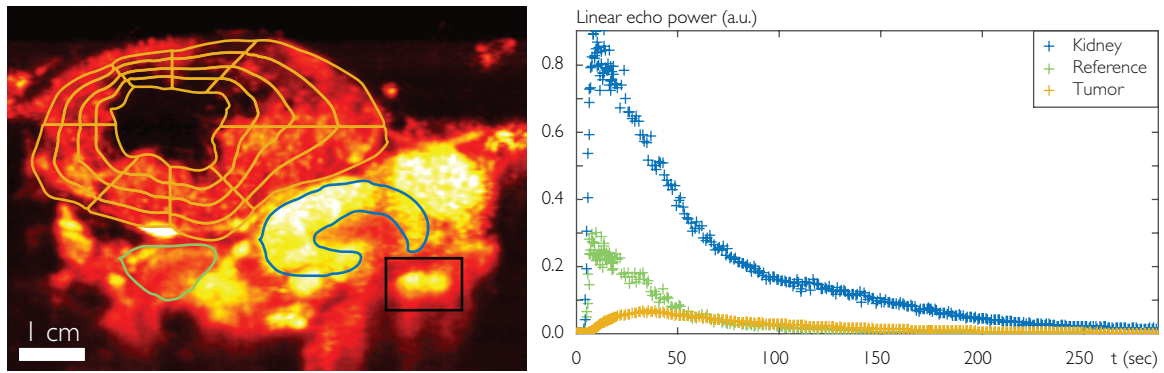 1 cm
Linear echo power (a.u.)
Kidney
Reference
Tumor
0.8
0.6
0.4
0.2
0.0
0 50 100 150 200 250 t (sec)